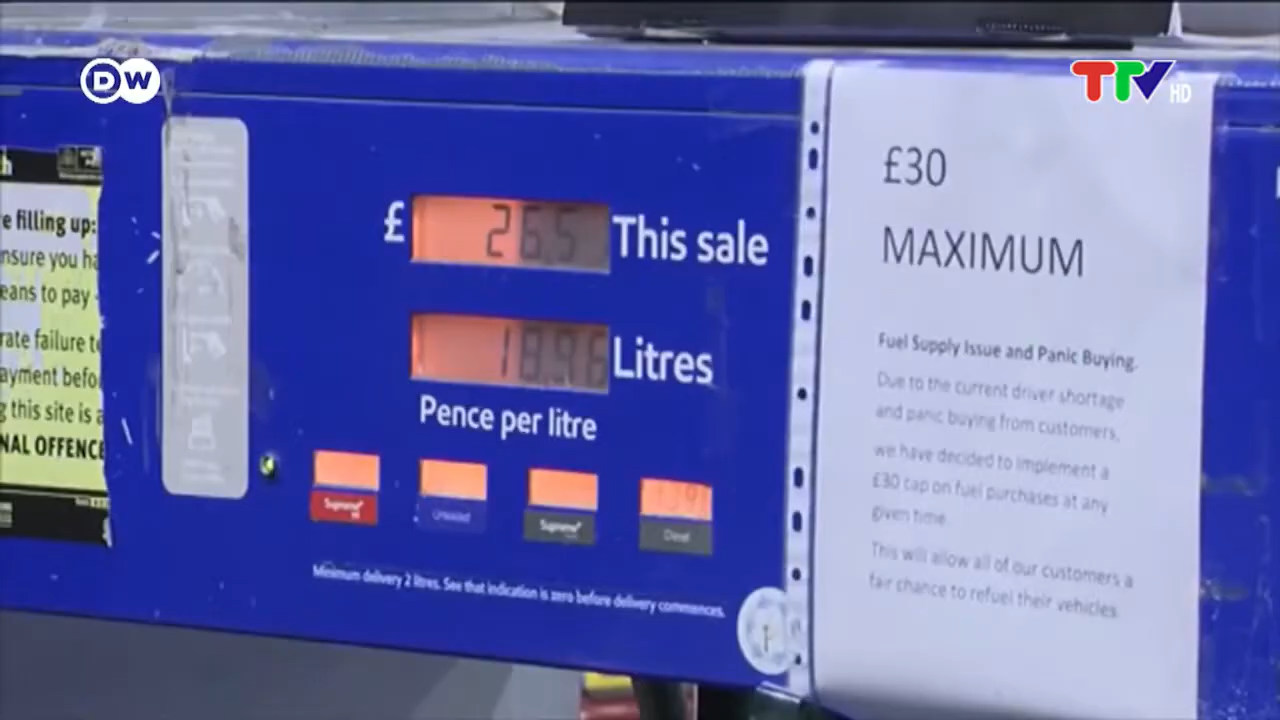 DW
TTV HD
e filling up:
nsure you ha
eans to pay
rate failure to
ayment befo
g this site is a
NAL OFFENCE
£ 26.5 This sale
18.96 Litres
Pence per litre
Supreme+ Unleaded Supreme+ Diesel
Minimum delivery 2 litres. See that indication is zero before delivery commences.
£30
MAXIMUM
Fuel Supply Issue and Panic Buying.
Due to the current driver shortage
and panic buying from customers,
we have decided to implement a
£30 cap on fuel purchases at any
given time.
This will allow all of our customers a
fair chance to refuel their vehicles.